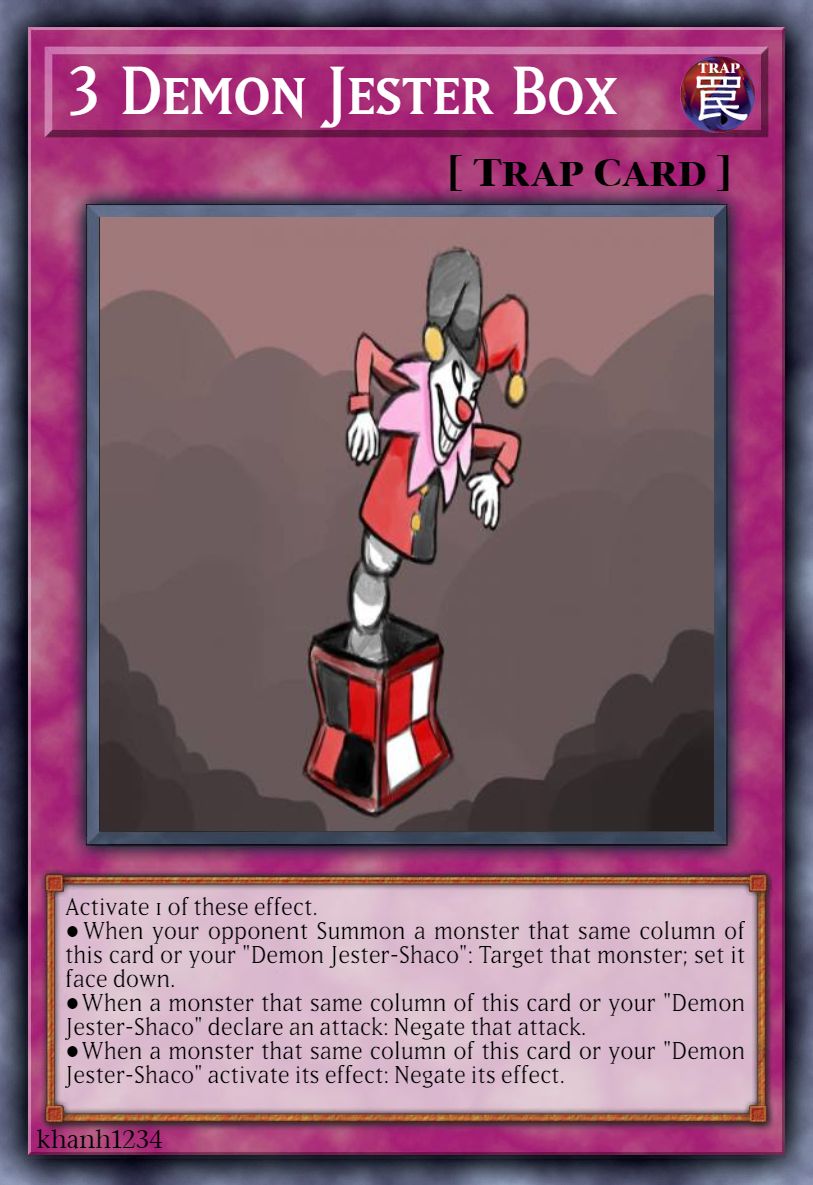 3 Demon Jester Box
TRAP
罠
[ Trap Card ]
Activate 1 of these effect.
●When your opponent Summon a monster that same column of
this card or your "Demon Jester-Shaco": Target that monster; set it
face down.
●When a monster that same column of this card or your "Demon
Jester-Shaco" declare an attack: Negate that attack.
●When a monster that same column of this card or your "Demon
Jester-Shaco" activate its effect: Negate its effect.
khanh1234